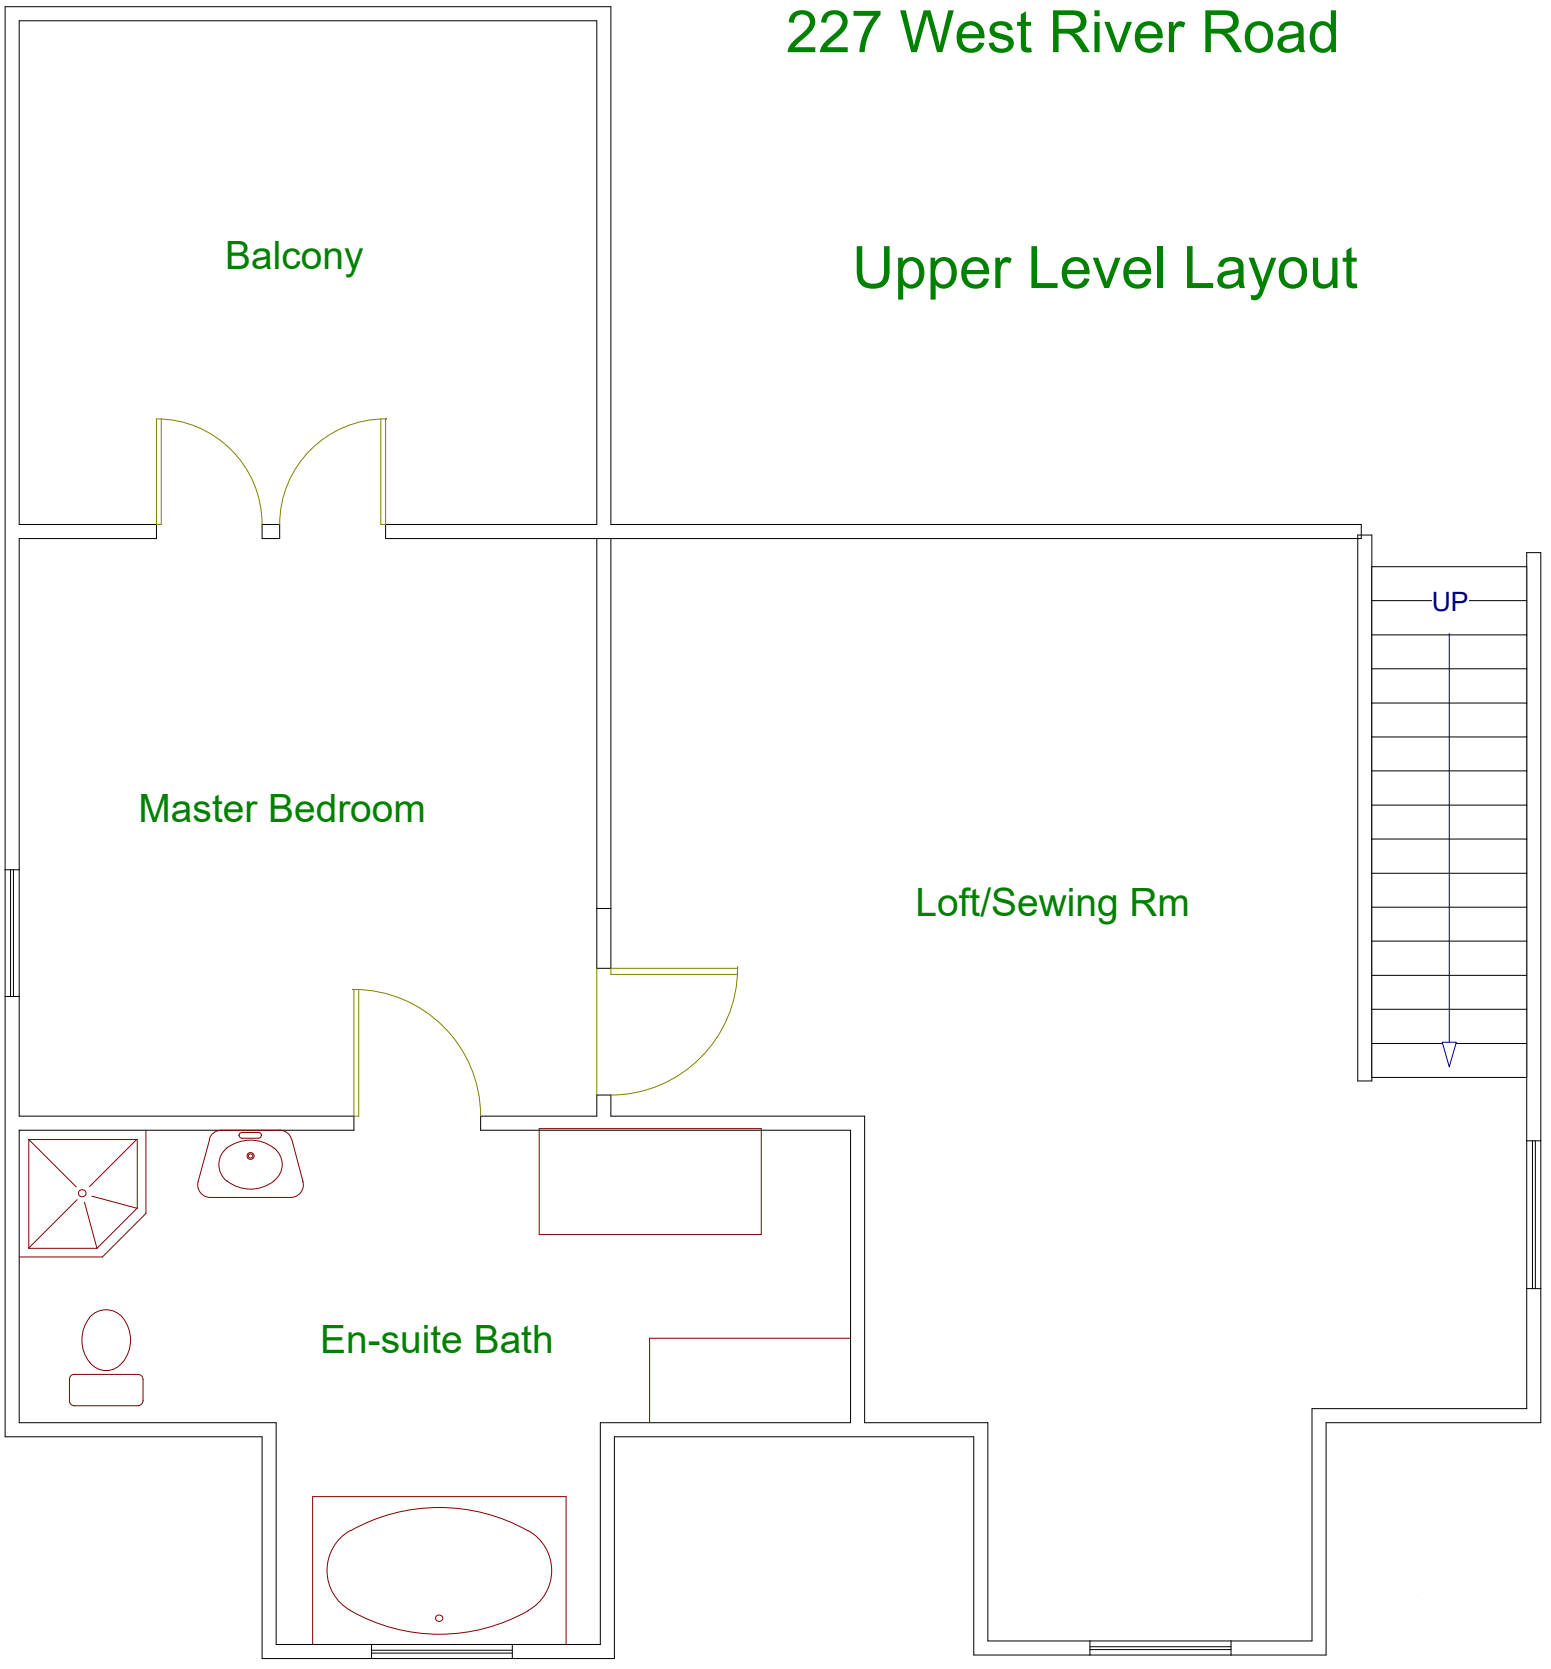 227 West River Road
Upper Level Layout
Balcony
UP
Master Bedroom
Loft/Sewing Rm
En-suite Bath